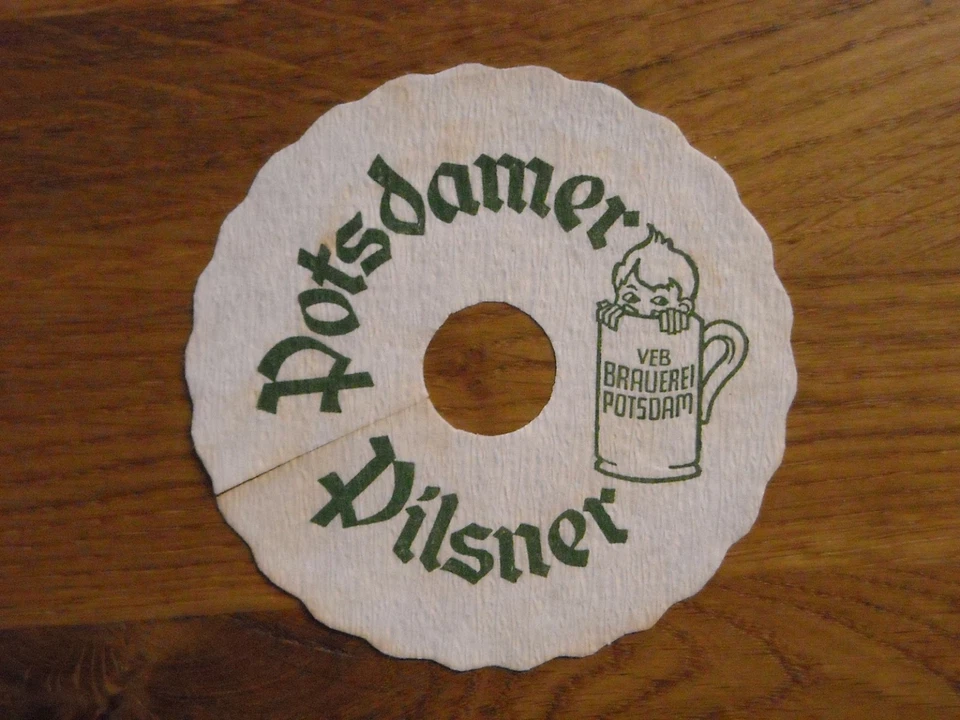 Potsdamer
Pilsner
VEB
BRAUEREI
POTSDAM